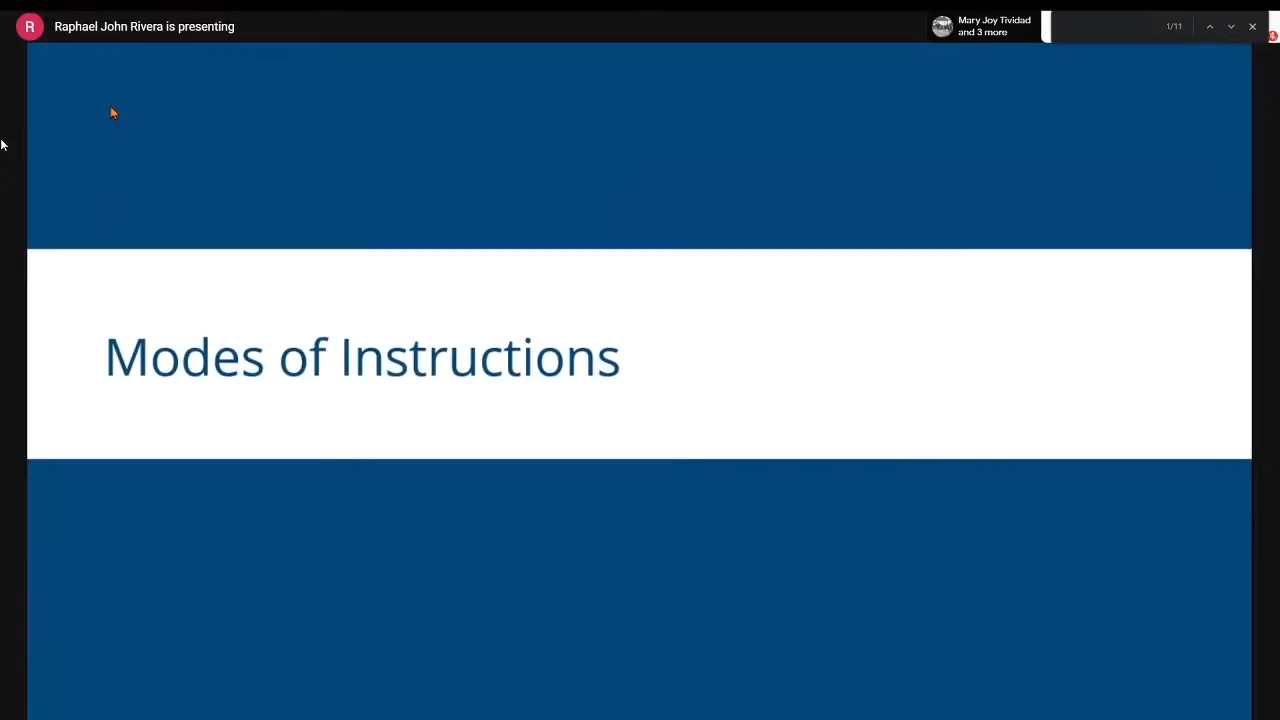 R
Raphael John Rivera is presenting
Mary Joy Tividad
and 3 more
1/11
Modes of Instructions